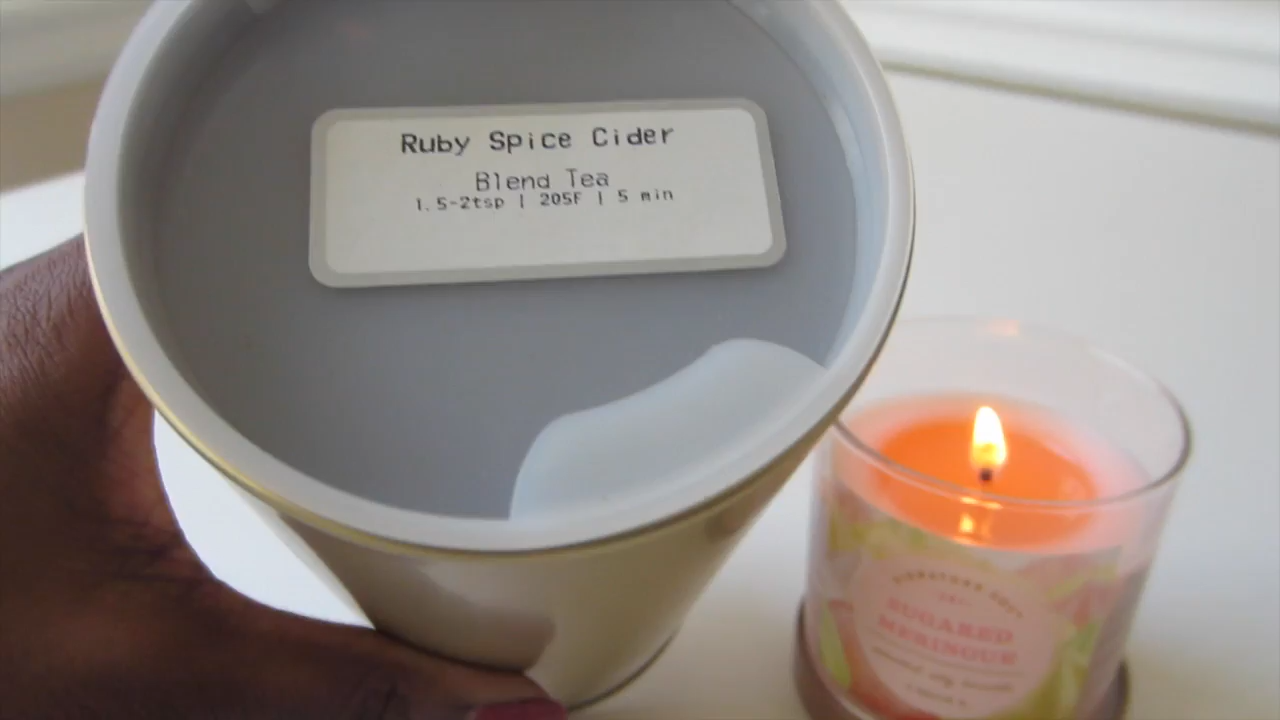 Ruby Spice Cider
Blend Tea
1.5-2tsp | 205F | 5 min
SUGARED
MERINGUE